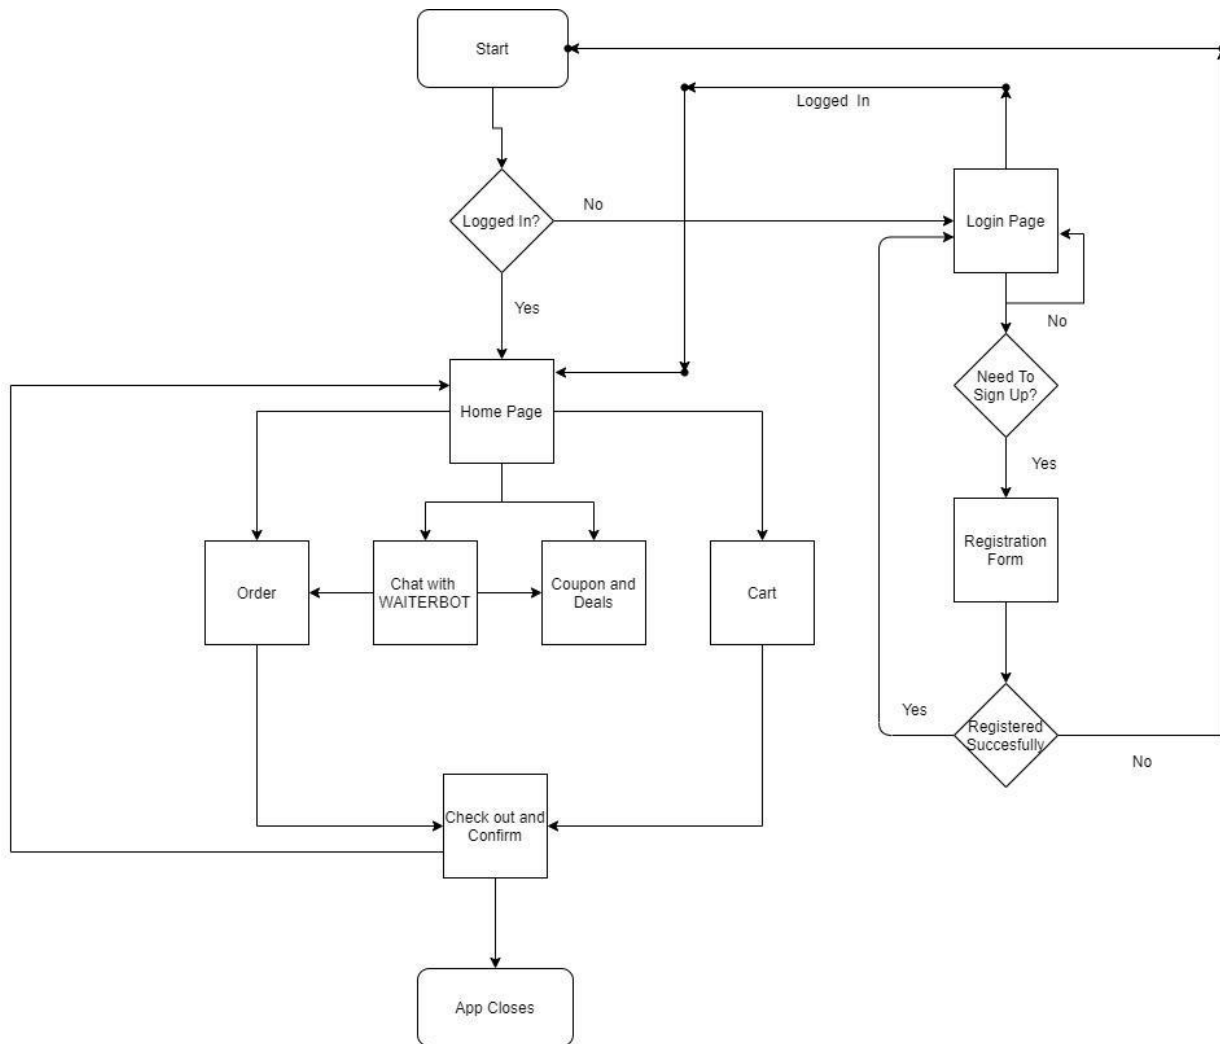 Start
Logged In
Logged In?
No
Login Page
Yes
No
Home Page
Need To
Sign Up?
Yes
Order
Chat with
WAITERBOT
Coupon and
Deals
Cart
Registration
Form
Yes
Registered
Succesfully
No
Check out and
Confirm
App Closes